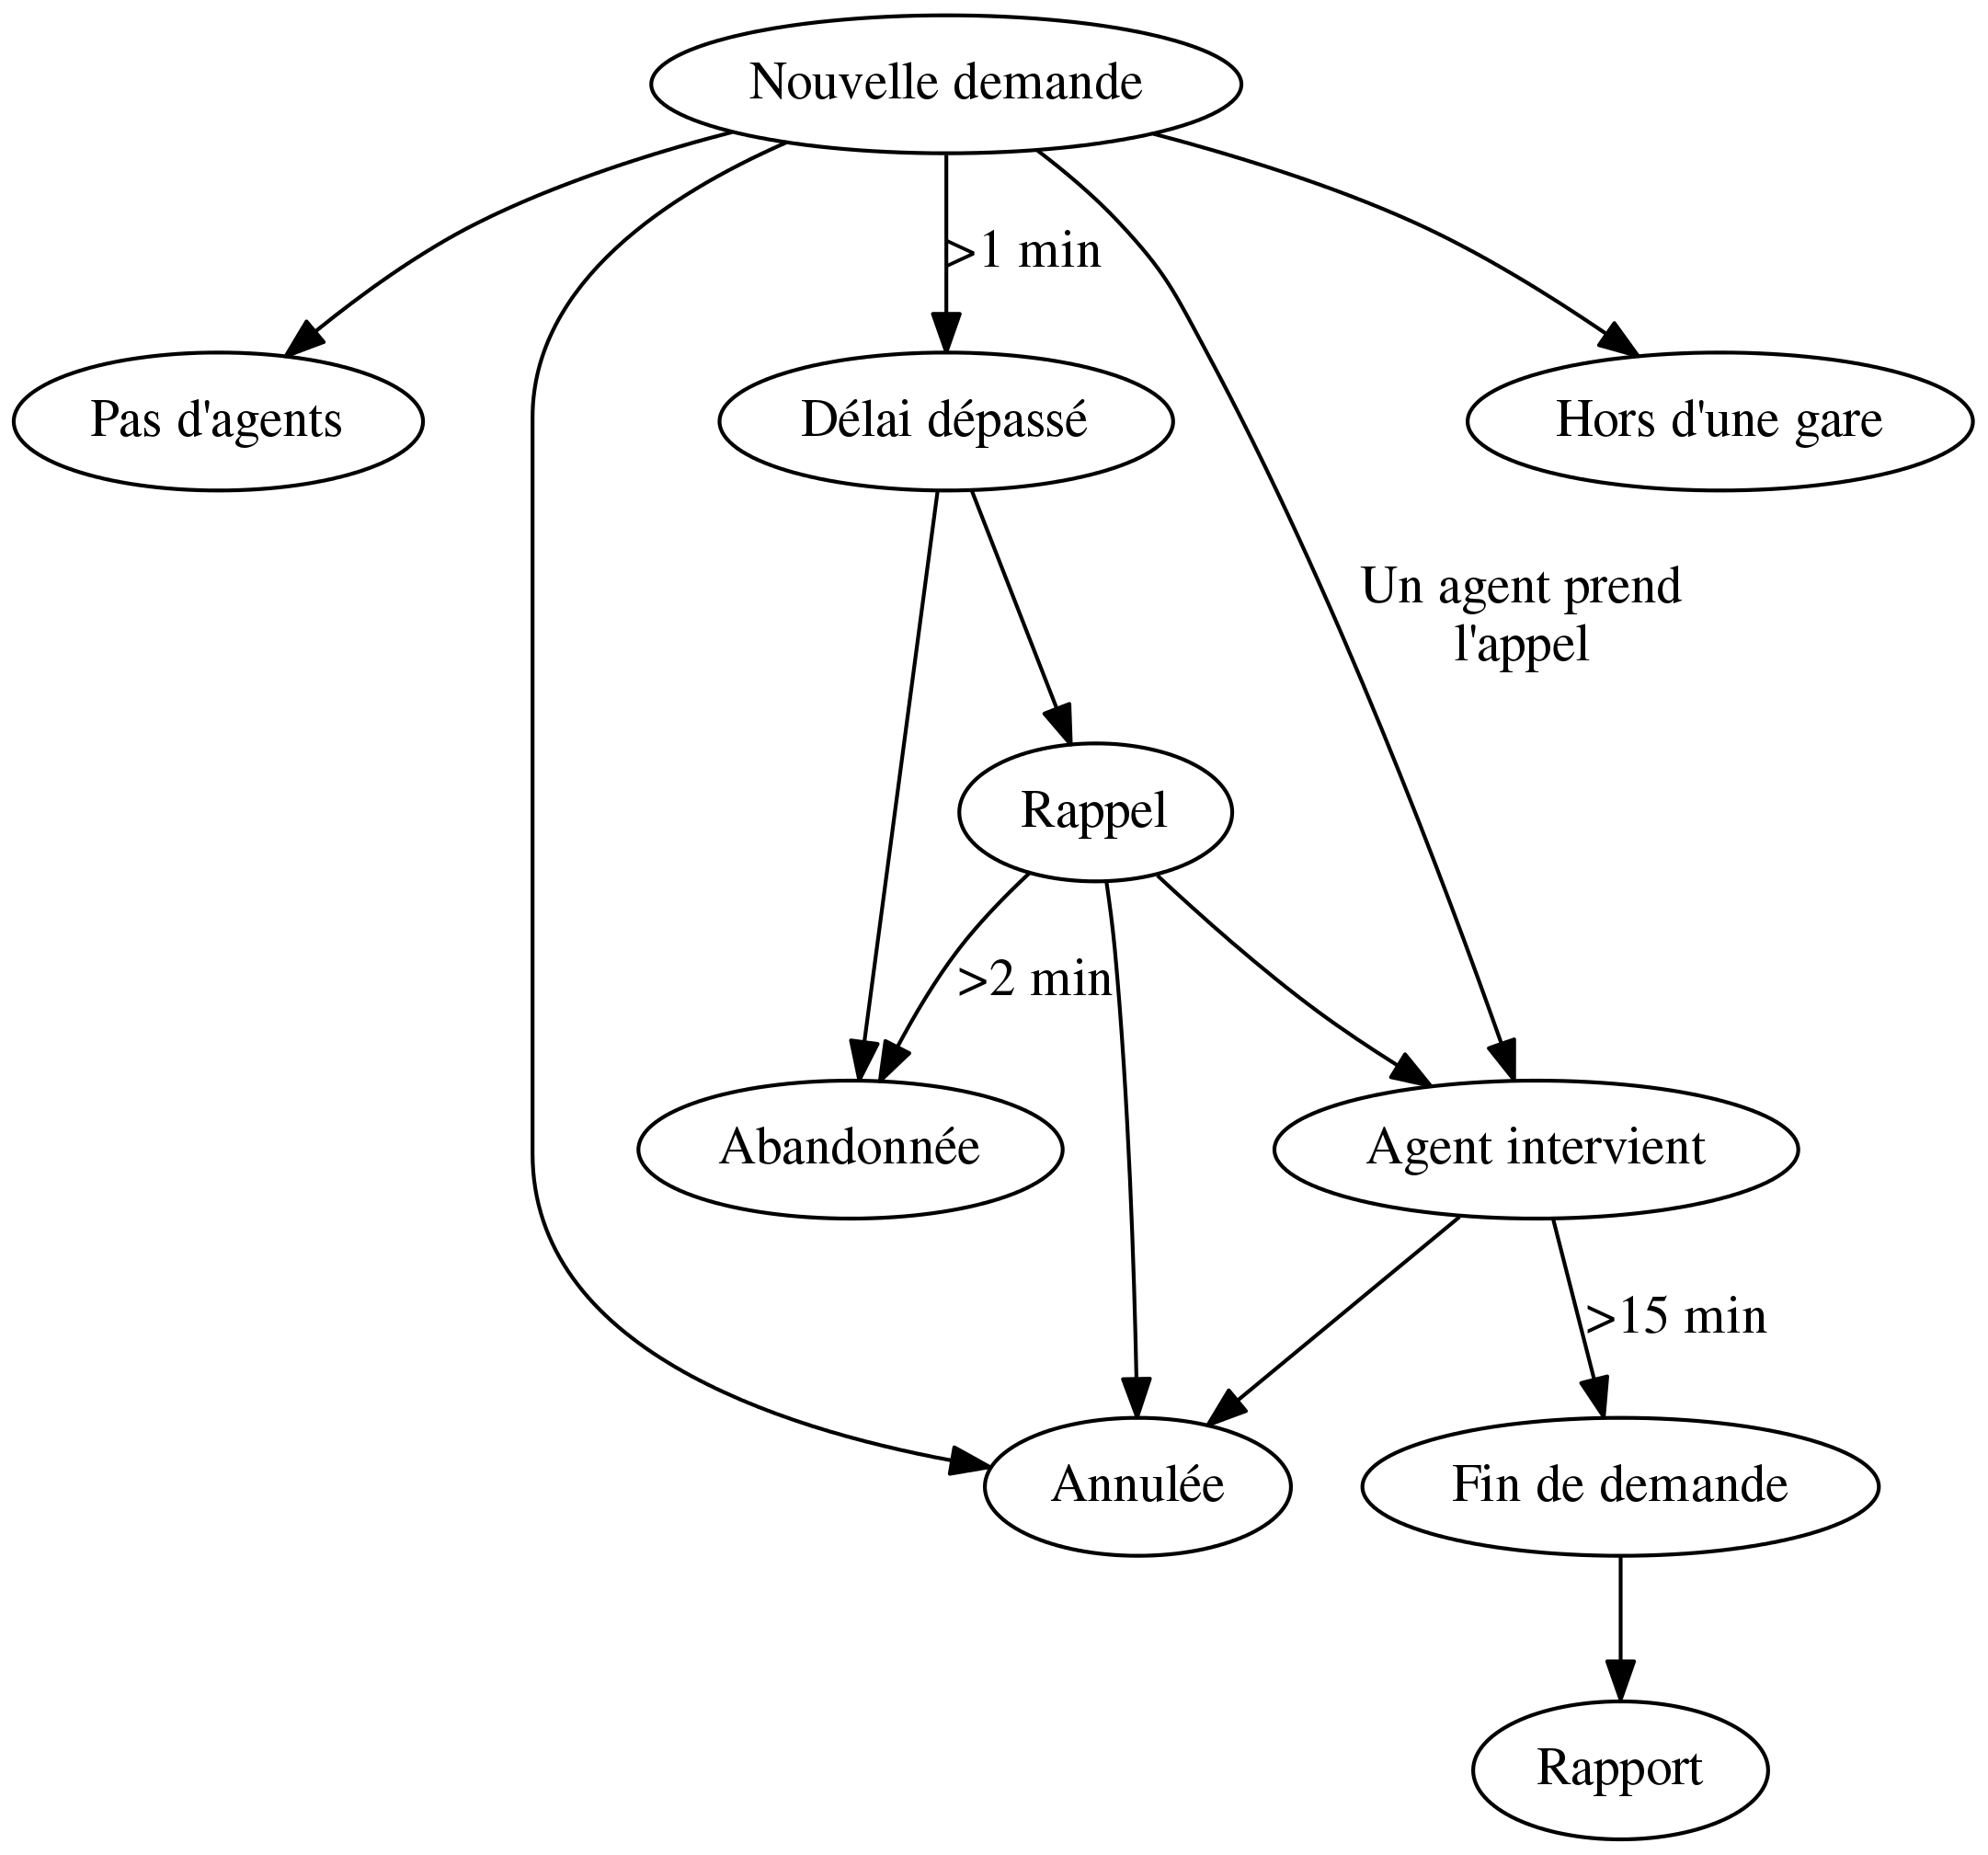 Nouvelle demande
>1 min
Pas d'agents
Délai dépassé
Hors d'une gare
Un agent prend
l'appel
Rappel
>2 min
Abandonnée
Agent intervient
>15 min
Annulée
Fin de demande
Rapport